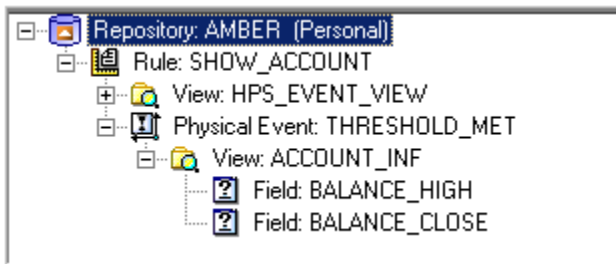 Repository: AMBER (Personal)
Rule: SHOW_ACCOUNT
View: HPS_EVENT_VIEW
Physical Event: THRESHOLD_MET
View: ACCOUNT_INF
Field: BALANCE_HIGH
Field: BALANCE_CLOSE